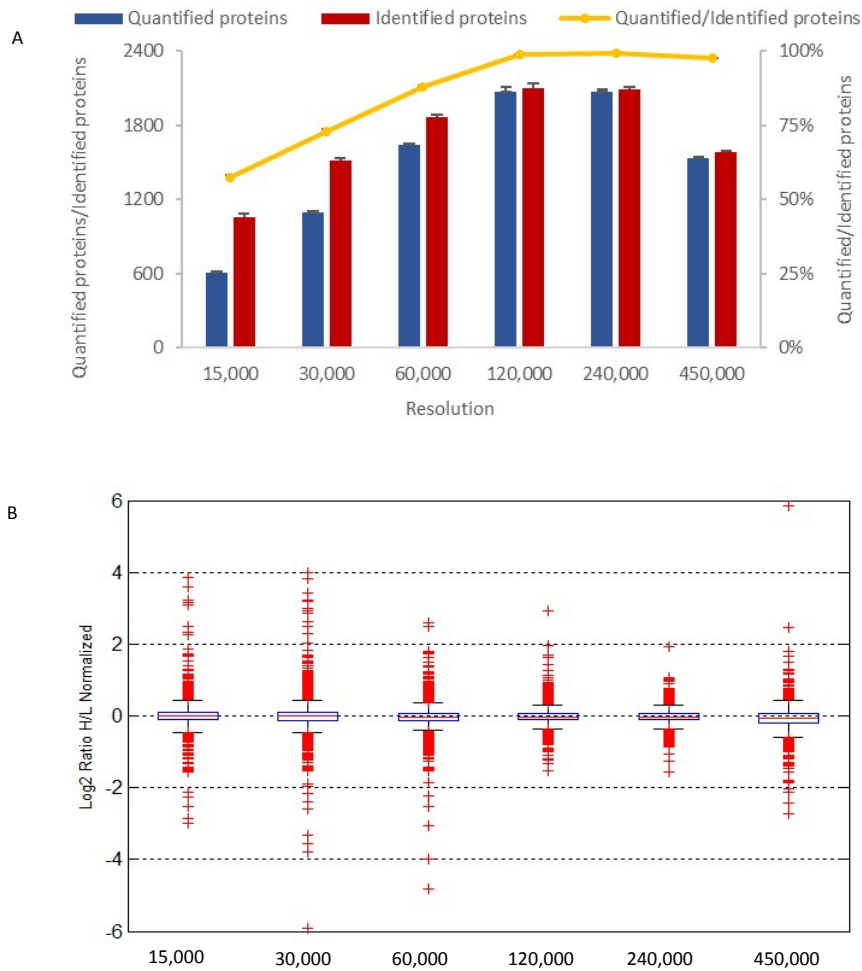 Quantified proteins Identified proteins Quantified/Identified proteins
A
Quantified proteins/Identified proteins
2400
1800
1200
600
0
100%
75%
50%
25%
0%
Quantified/Identified proteins
15,000 30,000 60,000 120,000 240,000 450,000
Resolution
B
Log2 Ratio H/L Normalized
6
4
2
0
-2
-4
-6
15,000 30,000 60,000 120,000 240,000 450,000